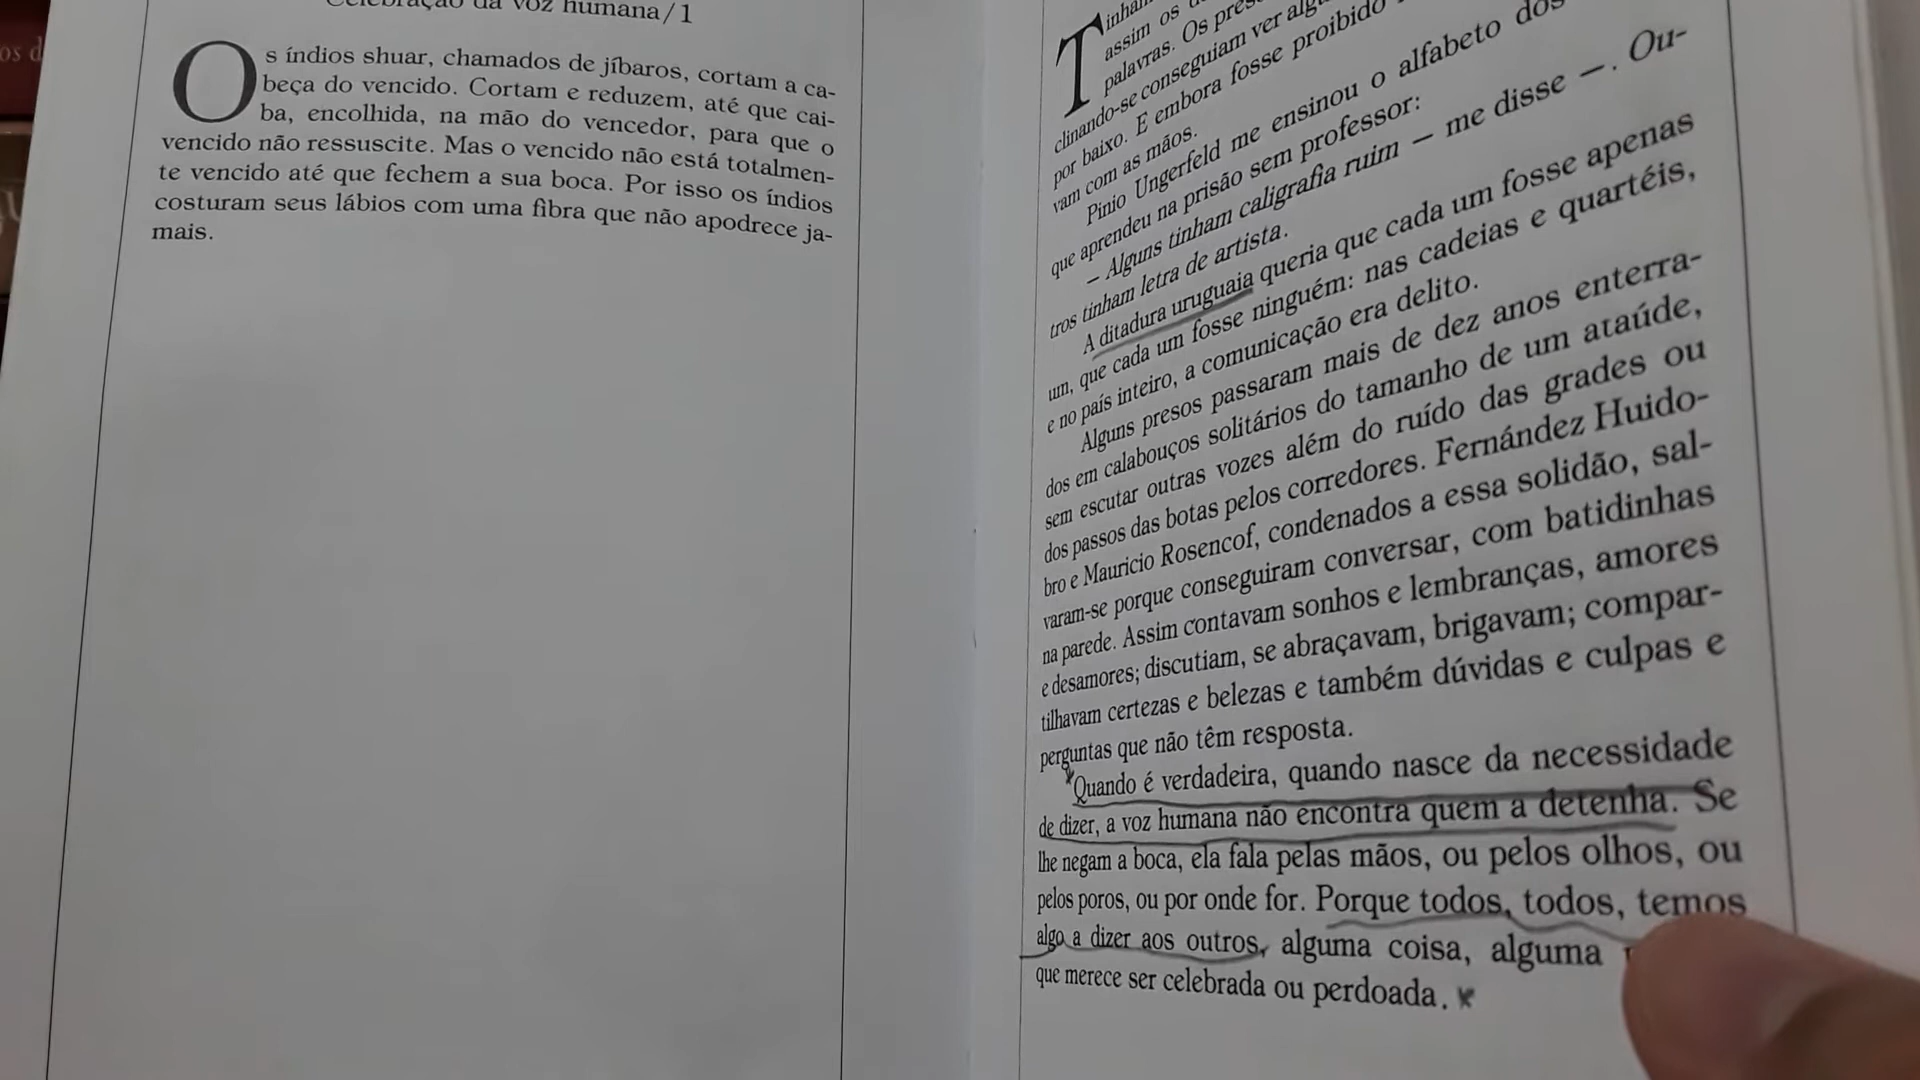 Celebração da voz humana/1
Os índios shuar, chamados de jíbaros, cortam a ca-
beça do vencido. Cortam e reduzem, até que cai-
ba, encolhida, na mão do vencedor, para que o
vencido não ressuscite. Mas o vencido não está totalmen-
te vencido até que fechem a sua boca. Por isso os índios
costuram seus lábios com uma fibra que não apodrece ja-
mais.
Tinham
assim os
palavras. Os
clinando-se conseguiam ver
por baixo. E embora fosse proibido
vam com as mãos.
Pinio Ungerfeld me ensinou o alfabeto dos
que aprendeu na prisão sem professor:
– Alguns tinham caligrafia ruim – me disse –. Ou-
tros tinham letra de artista.
A ditadura uruguaia queria que cada um fosse apenas
um, que cada um fosse ninguém: nas cadeias e quartéis,
e no país inteiro, a comunicação era delito.
Alguns presos passaram mais de dez anos enterra-
dos em calabouços solitários do tamanho de um ataúde,
sem escutar outras vozes além do ruído das grades ou
dos passos das botas pelos corredores. Fernández Huido-
bro e Mauricio Rosencof, condenados a essa solidão, sal-
varam-se porque conseguiram conversar, com batidinhas
na parede. Assim contavam sonhos e lembranças, amores
e desamores; discutiam, se abraçavam, brigavam; compar-
tilhavam certezas e belezas e também dúvidas e culpas e
perguntas que não têm resposta.
Quando é verdadeira, quando nasce da necessidade
de dizer, a voz humana não encontra quem a detenha. Se
lhe negam a boca, ela fala pelas mãos, ou pelos olhos, ou
pelos poros, ou por onde for. Porque todos, todos, temos
algo a dizer aos outros, alguma coisa, alguma
que merece ser celebrada ou perdoada.